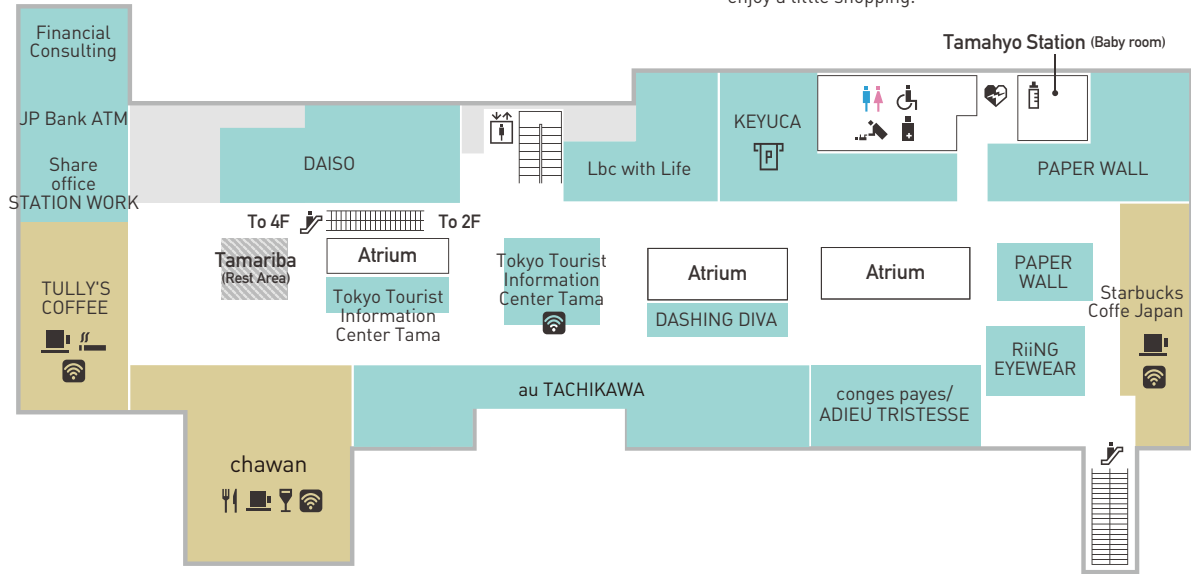 enjoy a little shopping.
Tamahyo Station (Baby room)
Financial
Consulting
JP Bank ATM
Share
office
STATION WORK
DAISO
Lbc with Life
KEYUCA
P
PAPER WALL
To 4F
To 2F
Tamariba
(Rest Area)
Atrium
Tokyo Tourist
Information
Center Tama
Tokyo Tourist
Information
Center Tama
Atrium
DASHING DIVA
Atrium
PAPER
WALL
Starbucks
Coffe Japan
RiiNG
EYEWEAR
TULLY'S
COFFEE
au TACHIKAWA
conges payes/
ADIEU TRISTESSE
chawan